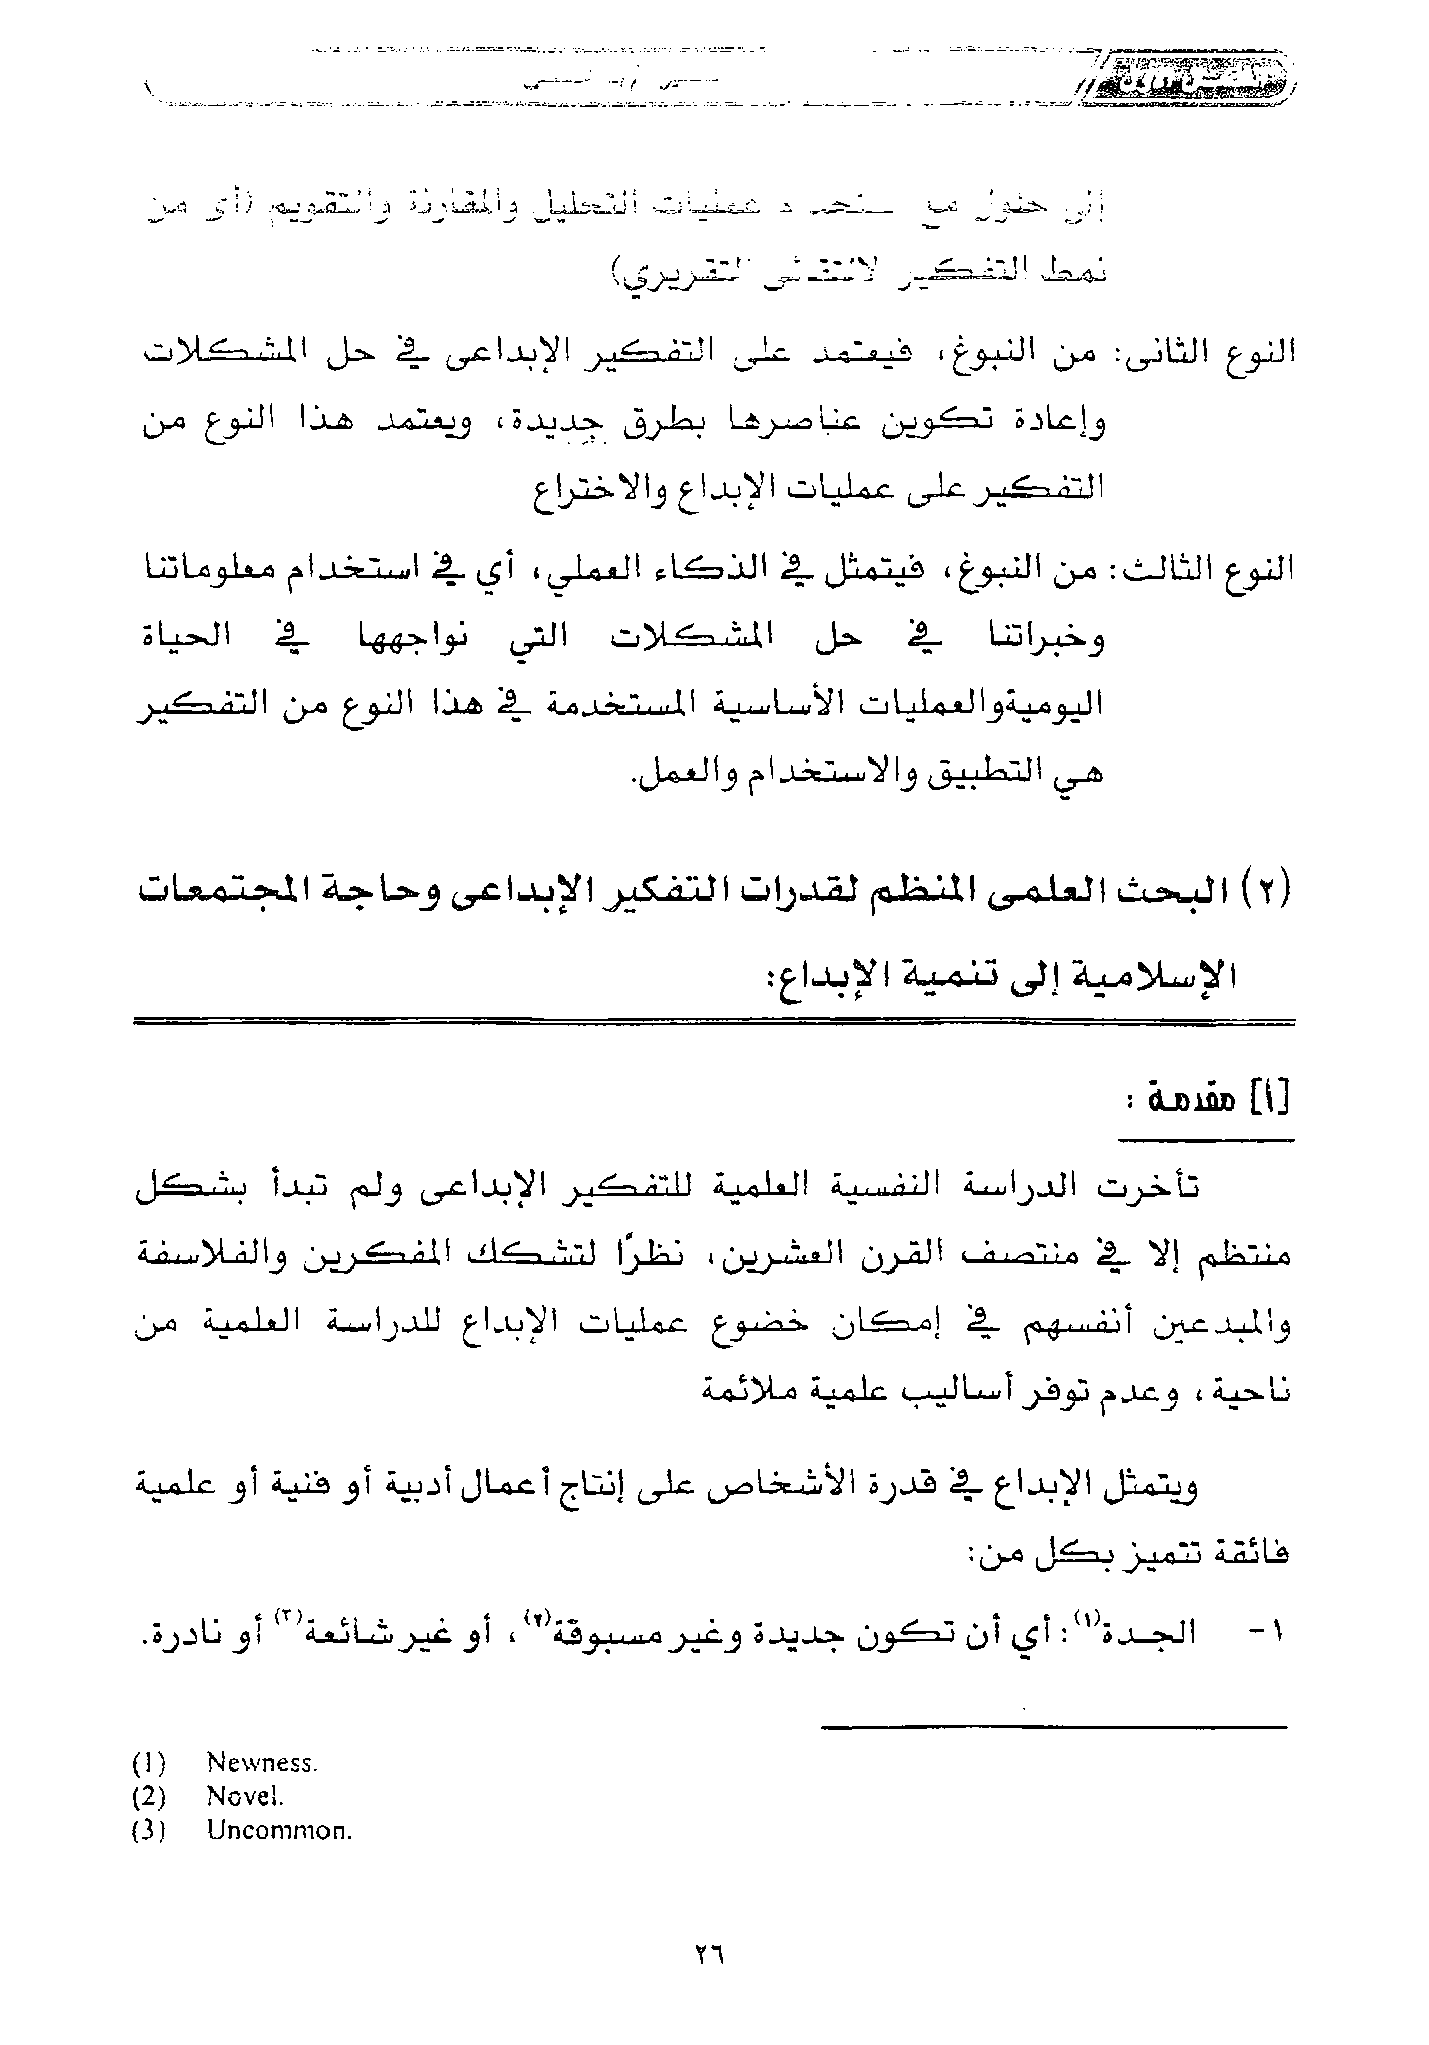 الفصل الأول
إلى حلول مع عمليات التحليل والمقارنة والتقويم (أى من
نمط التفكير الانتقائى التقريري)
النوع الثانى: من النبوغ، فيعتمد على التفكير الإبداعى في حل المشكلات
وإعادة تكوين عناصرها بطرق جديدة، ويعتمد هذا النوع من
التفكير على عمليات الإبداع والاختراع
النوع الثالث: من النبوغ، فيتمثل في الذكاء العملي، أي في استخدام معلوماتنا
وخبراتنا في حل المشكلات التي نواجهها في الحياة
اليوميةوالعمليات الأساسية المستخدمة في هذا النوع من التفكير
هي التطبيق والاستخدام والعمل.
(٢) البحث العلمى المنظم لقدرات التفكير الإبداعى وحاجة المجتمعات
الإسلامية إلى تنمية الإبداع:
[أ] مقدمة :
تأخرت الدراسة النفسية العلمية للتفكير الإبداعى ولم تبدأ بشكل
منتظم إلا في منتصف القرن العشرين، نظرًا لتشكك المفكرين والفلاسفة
والمبدعين أنفسهم في إمكان خضوع عمليات الإبداع للدراسة العلمية من
ناحية، وعدم توفر أساليب علمية ملائمة
ويتمثل الإبداع في قدرة الأشخاص على إنتاج أعمال أدبية أو فنية أو علمية
فائقة تتميز بكل من:
١- الجدة(١): أي أن تكون جديدة وغير مسبوقة(٢)، أو غير شائعة(٣) أو نادرة.
(1) Newness.
(2) Novel.
(3) Uncommon.
٢٦